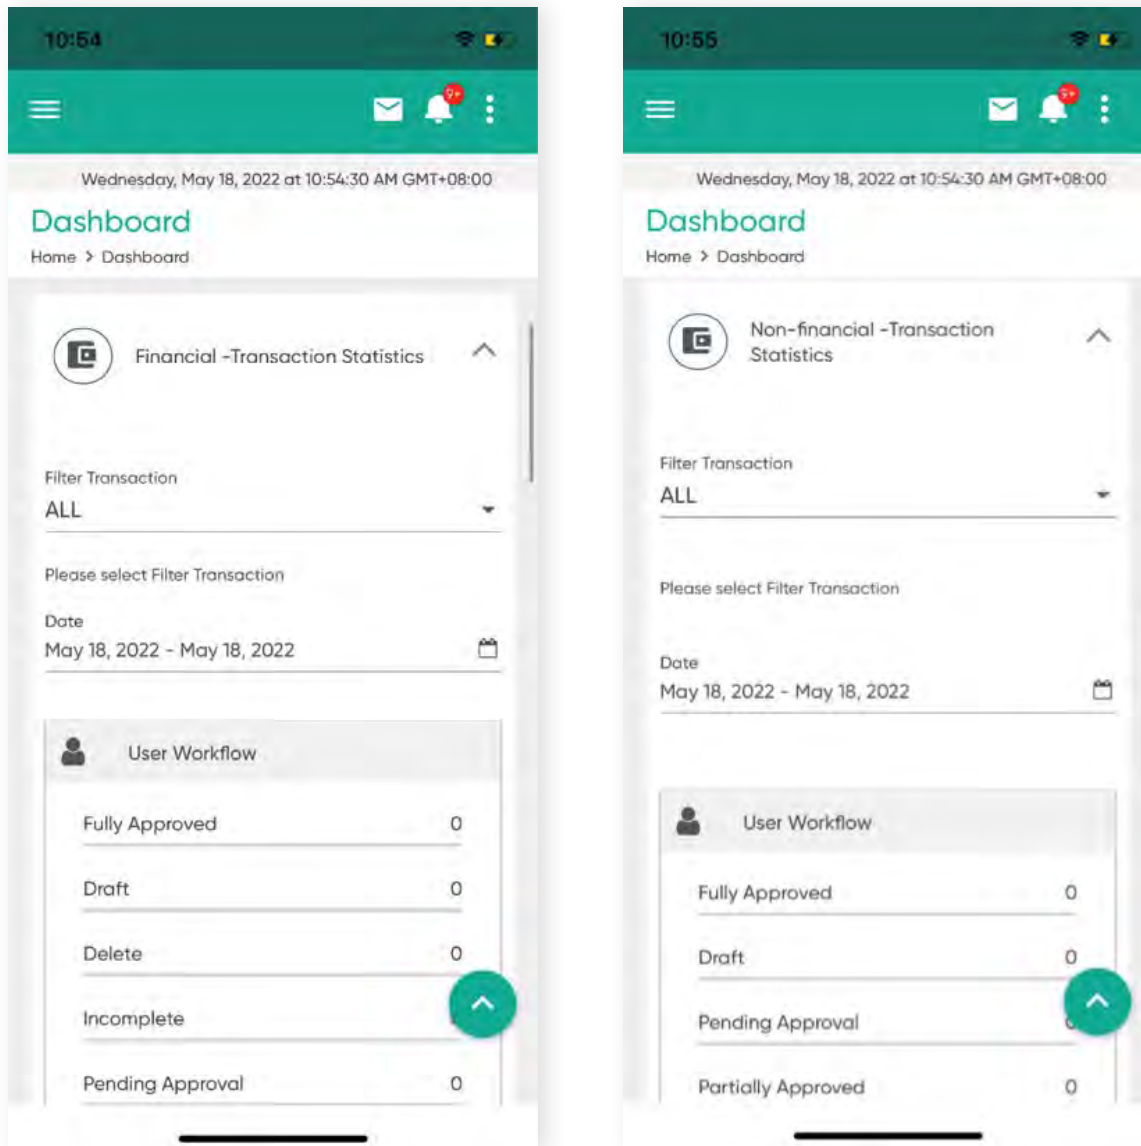 10:54
9+
Wednesday, May 18, 2022 at 10:54:30 AM GMT+08:00
Dashboard
Home > Dashboard
Financial -Transaction Statistics
Filter Transaction
ALL
Please select Filter Transaction
Date
May 18, 2022 - May 18, 2022
User Workflow
Fully Approved 0
Draft 0
Delete 0
Incomplete
Pending Approval 0
10:55
9+
Wednesday, May 18, 2022 at 10:54:30 AM GMT+08:00
Dashboard
Home > Dashboard
Non-financial -Transaction
Statistics
Filter Transaction
ALL
Please select Filter Transaction
Date
May 18, 2022 - May 18, 2022
User Workflow
Fully Approved 0
Draft 0
Pending Approval
Partially Approved 0